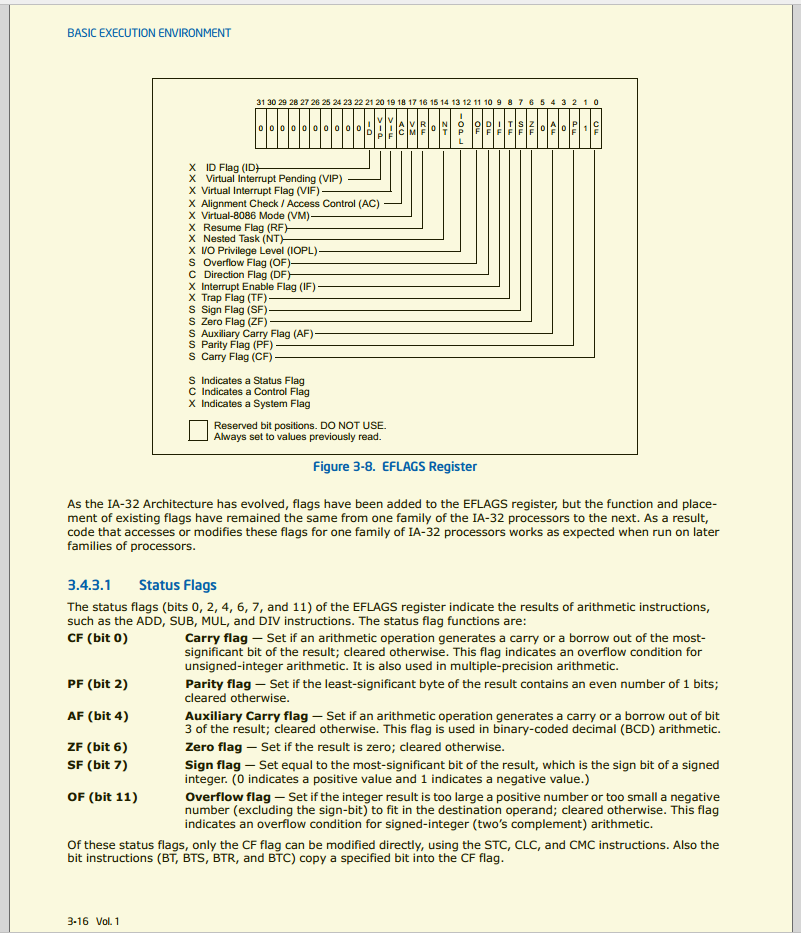 BASIC EXECUTION ENVIRONMENT
31 30 29 28 27 26 25 24 23 22 21 20 19 18 17 16 15 14 13 12 11 10 9 8 7 6 5 4 3 2 1 0
0 0 0 0 0 0 0 0 0 0 ID VIP VIF AC VM RF 0 NT IOPL OF DF IF TF SF ZF 0 AF 0 PF 1 CF
X ID Flag (ID)
X Virtual Interrupt Pending (VIP)
X Virtual Interrupt Flag (VIF)
X Alignment Check / Access Control (AC)
X Virtual-8086 Mode (VM)
X Resume Flag (RF)
X Nested Task (NT)
X I/O Privilege Level (IOPL)
S Overflow Flag (OF)
C Direction Flag (DF)
X Interrupt Enable Flag (IF)
X Trap Flag (TF)
S Sign Flag (SF)
S Zero Flag (ZF)
S Auxiliary Carry Flag (AF)
S Parity Flag (PF)
S Carry Flag (CF)
S Indicates a Status Flag
C Indicates a Control Flag
X Indicates a System Flag
Reserved bit positions. DO NOT USE.
Always set to values previously read.
Figure 3-8. EFLAGS Register
As the IA-32 Architecture has evolved, flags have been added to the EFLAGS register, but the function and place-
ment of existing flags have remained the same from one family of the IA-32 processors to the next. As a result,
code that accesses or modifies these flags for one family of IA-32 processors works as expected when run on later
families of processors.
3.4.3.1 Status Flags
The status flags (bits 0, 2, 4, 6, 7, and 11) of the EFLAGS register indicate the results of arithmetic instructions,
such as the ADD, SUB, MUL, and DIV instructions. The status flag functions are:
CF (bit 0) Carry flag — Set if an arithmetic operation generates a carry or a borrow out of the most-
significant bit of the result; cleared otherwise. This flag indicates an overflow condition for
unsigned-integer arithmetic. It is also used in multiple-precision arithmetic.
PF (bit 2) Parity flag — Set if the least-significant byte of the result contains an even number of 1 bits;
cleared otherwise.
AF (bit 4) Auxiliary Carry flag — Set if an arithmetic operation generates a carry or a borrow out of bit
3 of the result; cleared otherwise. This flag is used in binary-coded decimal (BCD) arithmetic.
ZF (bit 6) Zero flag — Set if the result is zero; cleared otherwise.
SF (bit 7) Sign flag — Set equal to the most-significant bit of the result, which is the sign bit of a signed
integer. (0 indicates a positive value and 1 indicates a negative value.)
OF (bit 11) Overflow flag — Set if the integer result is too large a positive number or too small a negative
number (excluding the sign-bit) to fit in the destination operand; cleared otherwise. This flag
indicates an overflow condition for signed-integer (two's complement) arithmetic.
Of these status flags, only the CF flag can be modified directly, using the STC, CLC, and CMC instructions. Also the
bit instructions (BT, BTS, BTR, and BTC) copy a specified bit into the CF flag.
3-16 Vol. 1